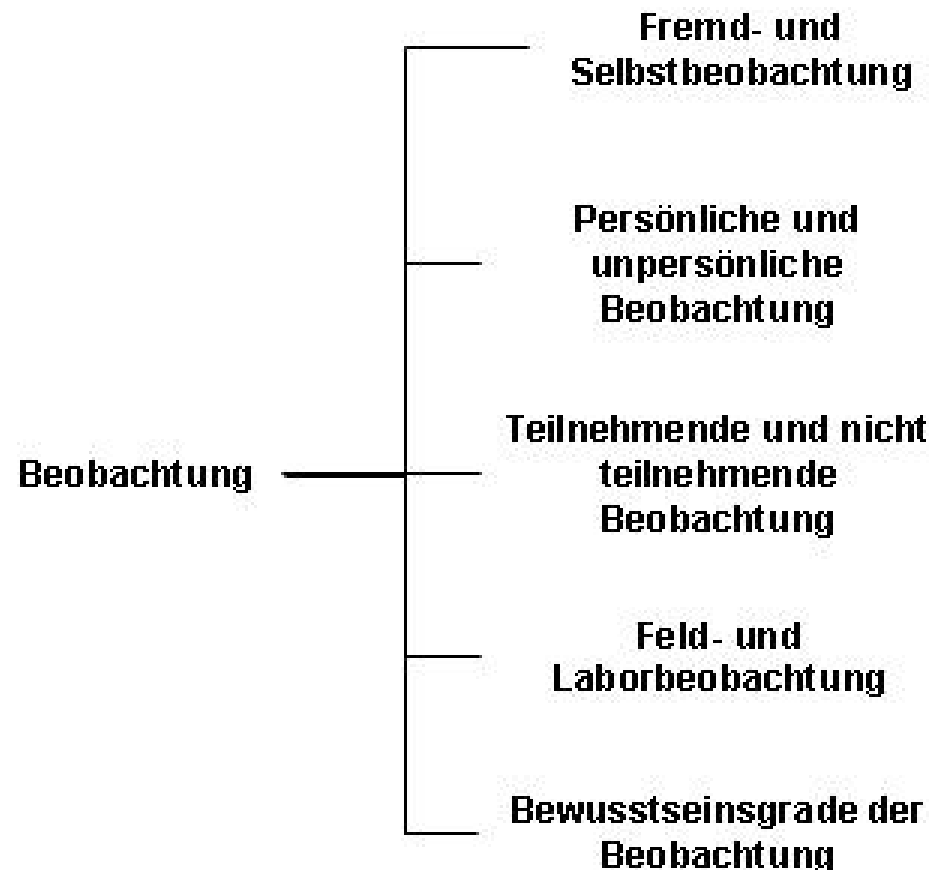 Fremd- und
Selbstbeobachtung
Persönliche und
unpersönliche
Beobachtung
Teilnehmende und nicht
teilnehmende
Beobachtung
Beobachtung
Feld- und
Laborbeobachtung
Bewusstseinsgrade der
Beobachtung